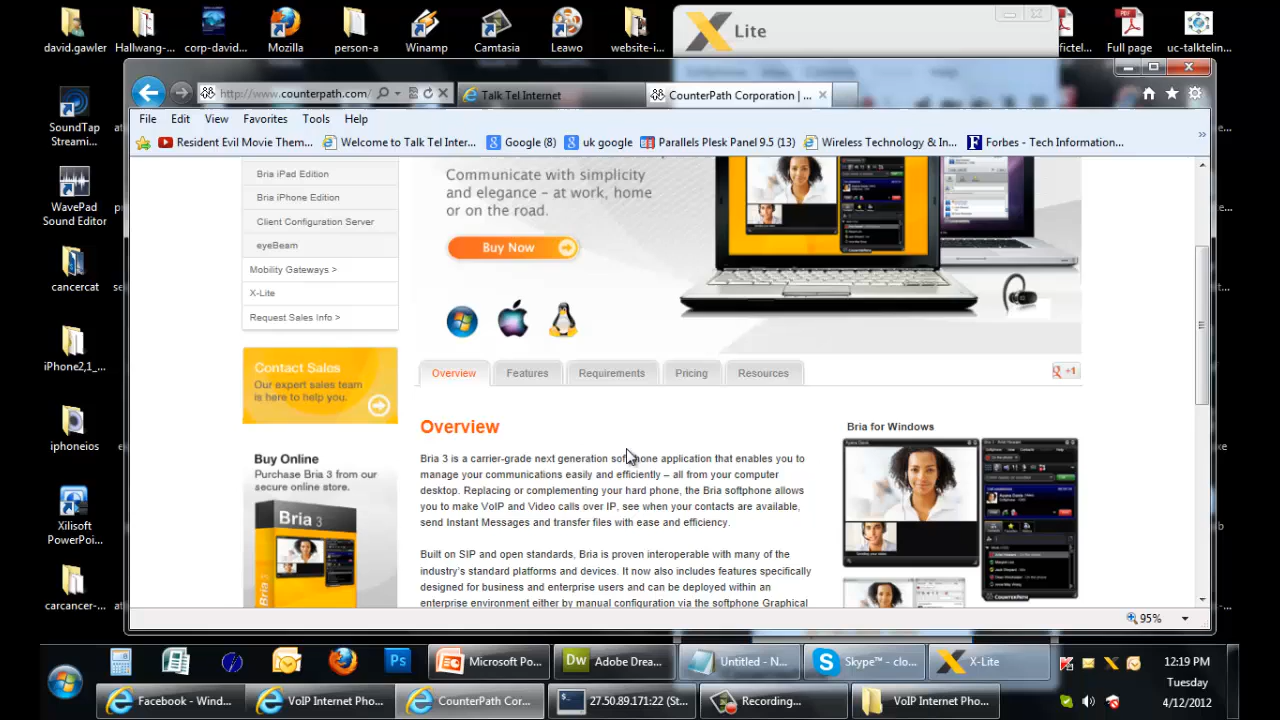 david.gawler
Hallwang-...
corp-david...
Mozilla
person-a
Winamp
Camtasia
Leawo
website-i...
Lite
Full page
uc-talktelin...
http://www.counterpath.com/
Talk Tel Internet
CounterPath Corporation | ...
File Edit View Favorites Tools Help
Resident Evil Movie Them...
Welcome to Talk Tel Inter...
Google (8)
uk google
Parallels Plesk Panel 9.5 (13)
Wireless Technology & In...
Forbes - Tech Information...
SoundTap
Streami...
WavePad
Sound Editor
cancercat
iPhone2,1_...
iphoneios
Xilisoft
PowerPoi...
carcancer-...
Bria iPad Edition
Bria iPhone Edition
Client Configuration Server
eyeBeam
Mobility Gateways >
X-Lite
Request Sales Info >
Contact Sales
Our expert sales team
is here to help you.
Buy Now
Purchase Bria 3 from our
secure online store.
Bria 3
Communicate with simplicity
and elegance – at work, home
or on the road.
Buy Now
Overview Features Requirements Pricing Resources
+1
Overview
Bria 3 is a carrier-grade next generation softphone application that enables you to
manage your communications easily and efficiently – all from your computer
desktop. Replacing or complementing your hard phone, the Bria softphone allows
you to make VoIP and Video calls over IP, see when your contacts are available,
send Instant Messages and transfer files with ease and efficiency.
Built on SIP and open standards, Bria is proven interoperable with many of the
industry's standard platforms and devices. It now also includes features specifically
designed for business and enterprise users and can be deployed within an
enterprise environment either by manual configuration via the softphone Graphical
Bria for Windows
COUNTERPATH
95%
Microsoft Po...
Adobe Drea...
Untitled - N...
Skype™ - clo...
X-Lite
12:19 PM
Tuesday
4/12/2012
Facebook - Wind...
VoIP Internet Pho...
CounterPath Cor...
27.50.89.171:22 (St...
Recording...
VoIP Internet Pho...